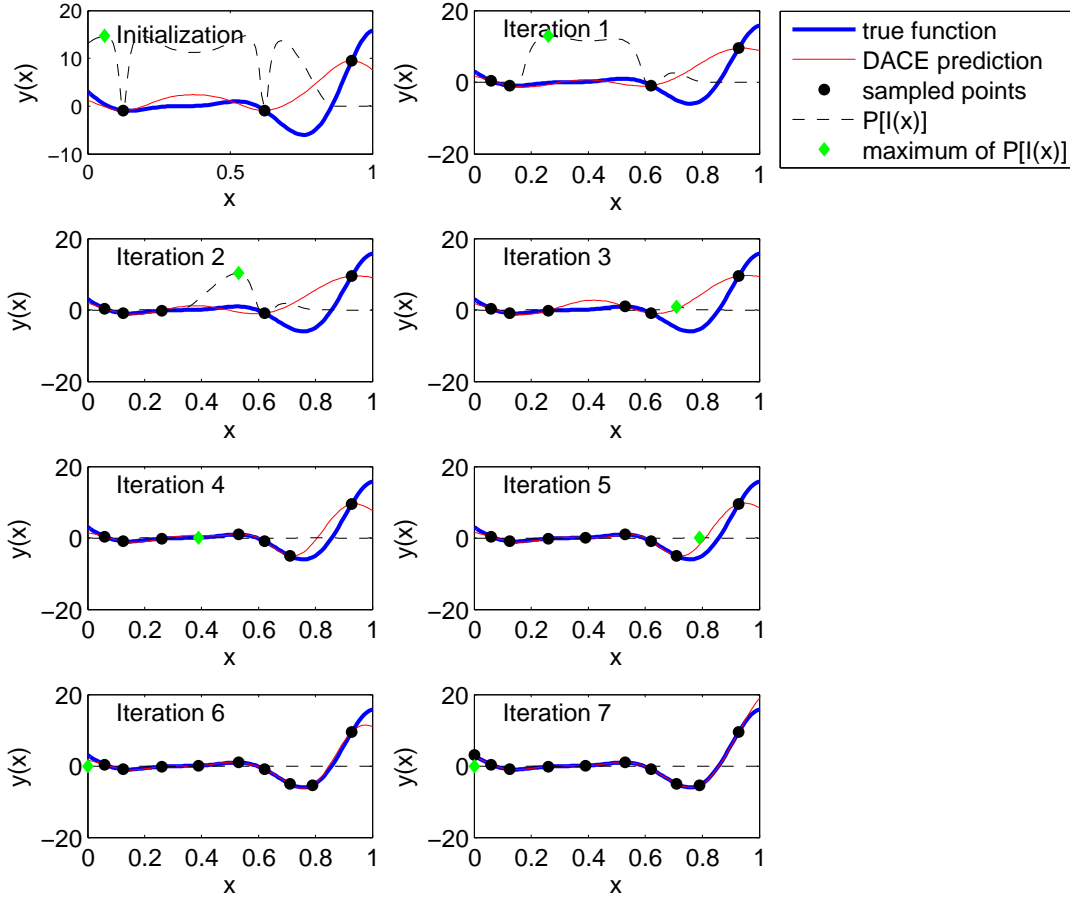 Initialization
20
10
0
−10
y(x)
0
0.5
1
x
Iteration 1
20
0
−20
y(x)
0
0.2
0.4
0.6
0.8
1
x
true function
DACE prediction
sampled points
P[I(x)]
maximum of P[I(x)]
Iteration 2
20
0
−20
y(x)
0
0.2
0.4
0.6
0.8
1
x
Iteration 3
20
0
−20
y(x)
0
0.2
0.4
0.6
0.8
1
x
Iteration 4
20
0
−20
y(x)
0
0.2
0.4
0.6
0.8
1
x
Iteration 5
20
0
−20
y(x)
0
0.2
0.4
0.6
0.8
1
x
Iteration 6
20
0
−20
y(x)
0
0.2
0.4
0.6
0.8
1
x
Iteration 7
20
0
−20
y(x)
0
0.2
0.4
0.6
0.8
1
x